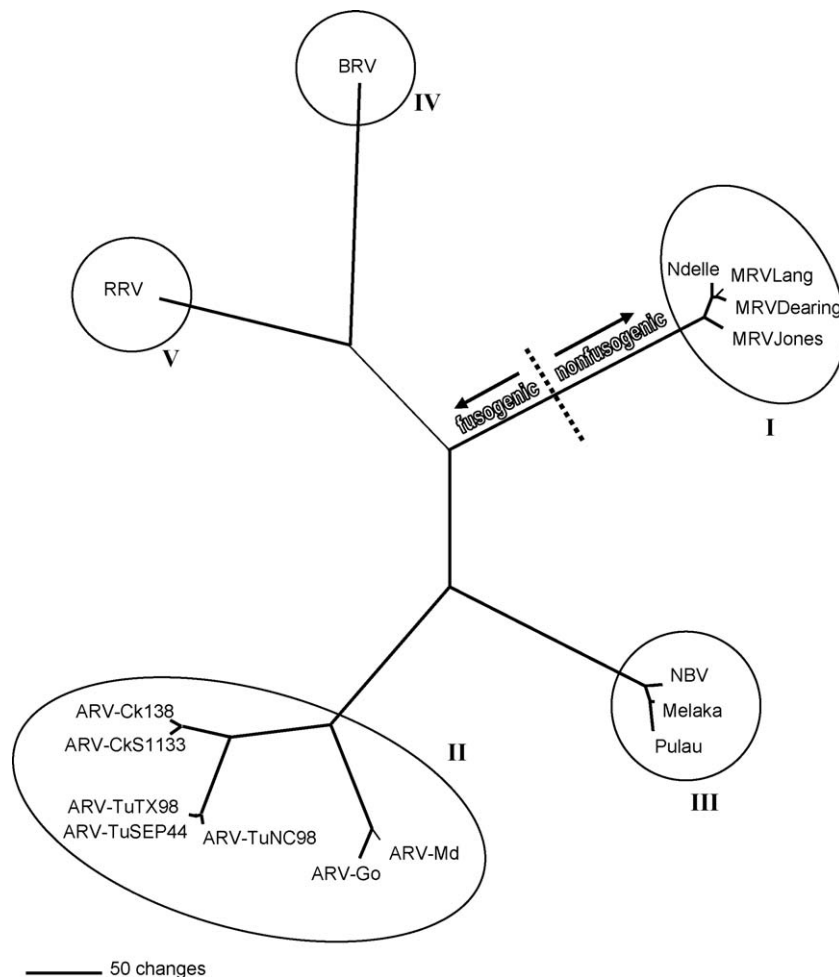 BRV
IV
RRV
V
Ndelle
MRVLang
MRVDearing
MRVJones
I
nonfusogenic
fusogenic
NBV
Melaka
Pulau
III
ARV-Ck138
ARV-CkS1133
II
ARV-TuTX98
ARV-TuSEP44
ARV-TuNC98
ARV-Md
ARV-Go
50 changes